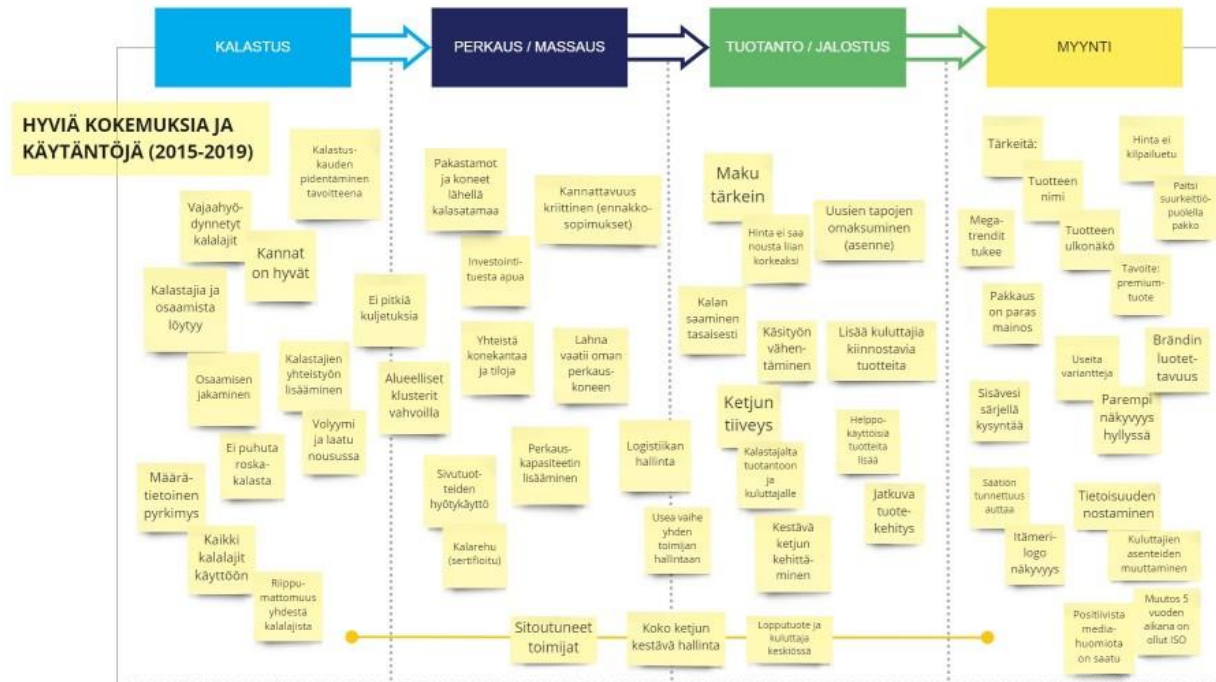 KALASTUS
PERKAUS / MASSAUS
TUOTANTO / JALOSTUS
MYYNTI
HYVIÄ KOKEMUKSIA JA
KÄYTÄNTÖJÄ (2015-2019)
Kalastus-
kauden
pidentäminen
tavoitteena
Vajaahyö-
dynnetyt
kalalajit
Kannat
on hyvät
Kalastajia ja
osaamista
löytyy
Ei pitkiä
kuljetuksia
Osaamisen
jakaminen
Kalastajien
yhteistyön
lisääminen
Alueelliset
klusterit
vahvoilla
Volyymi
ja laatu
nousussa
Ei puhuta
roska-
kalasta
Määrä-
tietoinen
pyrkimys
Kaikki
kalalajit
käyttöön
Riippu-
mattomuus
yhdestä
kalalajista
Pakastamot
ja koneet
lähellä
kalasatamaa
Kannattavuus
kriittinen (ennakko-
sopimukset)
Investointi-
tuesta apua
Yhteistä
konekantaa
ja tiloja
Lahna
vaatii oman
perkaus-
koneen
Perkaus-
kapasiteetin
lisääminen
Logistiikan
hallinta
Sivutuot-
teiden
hyötykäyttö
Kalarehu
(sertifioitu)
Usea vaihe
yhden
toimijan
hallintaan
Maku
tärkein
Hinta ei saa
nousta liian
korkeaksi
Uusien tapojen
omaksuminen
(asenne)
Kalan
saaminen
tasaisesti
Käsityön
vähen-
täminen
Lisää kuluttajia
kiinnostavia
tuotteita
Ketjun
tiiveys
Helppo-
käyttöisiä
tuotteita
lisää
Kalastajalta
tuotantoon
ja
kuluttajalle
Jatkuva
tuote-
kehitys
Kestävä
ketjun
kehittä-
minen
Tärkeitä:
Hinta ei
kilpailuetu
Tuotteen
nimi
Paitsi
suurkeittiö-
puolella
pakko
Mega-
trendit
tukee
Tuotteen
ulkonäkö
Tavoite:
premium-
tuote
Pakkaus
on paras
mainos
Useita
variantteja
Brändin
luotet-
tavuus
Sisävesi
särjellä
kysyntää
Parempi
näkyvyys
hyllyssä
Säätiön
tunnettuus
auttaa
Tietoisuuden
nostaminen
Itämeri-
logo
näkyvyys
Kuluttajien
asenteiden
muuttaminen
Positiivista
media-
huomiota
on saatu
Muutos 5
vuoden
aikana on
ollut ISO
Sitoutuneet
toimijat
Koko ketjun
kestävä hallinta
Lopputuote ja
kuluttaja
keskiössä